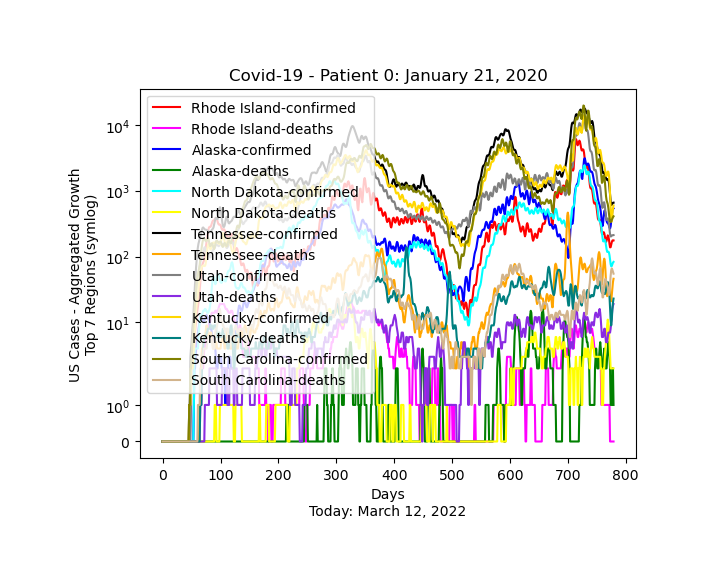 Covid-19 - Patient 0: January 21, 2020
US Cases - Aggregated Growth
Top 7 Regions (symlog)
10⁴
10³
10²
10¹
10⁰
0
Rhode Island-confirmed
Rhode Island-deaths
Alaska-confirmed
Alaska-deaths
North Dakota-confirmed
North Dakota-deaths
Tennessee-confirmed
Tennessee-deaths
Utah-confirmed
Utah-deaths
Kentucky-confirmed
Kentucky-deaths
South Carolina-confirmed
South Carolina-deaths
0 100 200 300 400 500 600 700 800
Days
Today: March 12, 2022